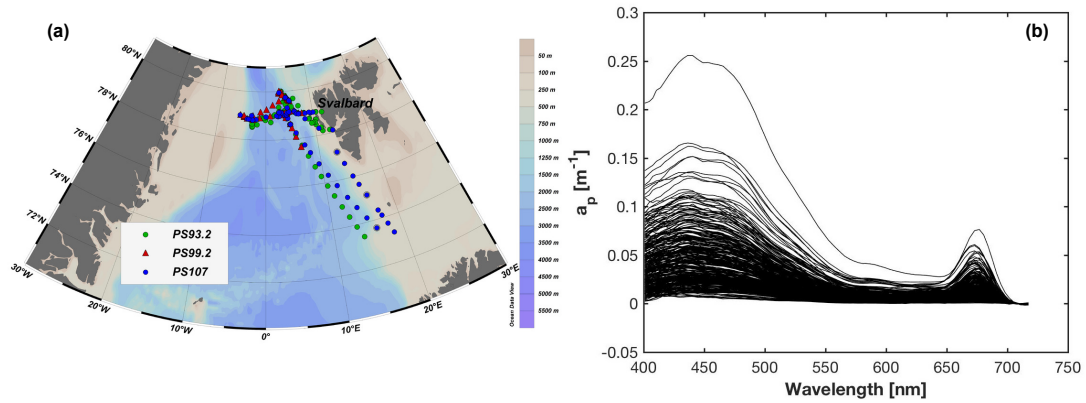 (a)
80°N
78°N
76°N
74°N
72°N
30°W
20°W
10°W
0°
10°E
20°E
30°E
Svalbard
PS93.2
PS99.2
PS107
50 m
100 m
250 m
500 m
750 m
1000 m
1250 m
1500 m
2000 m
2500 m
3000 m
3500 m
4000 m
4500 m
5000 m
5500 m
Ocean Data View
(b)
0.3
0.25
0.2
0.15
0.1
0.05
0
-0.05
a_p [m^-1]
400
450
500
550
600
650
700
750
Wavelength [nm]